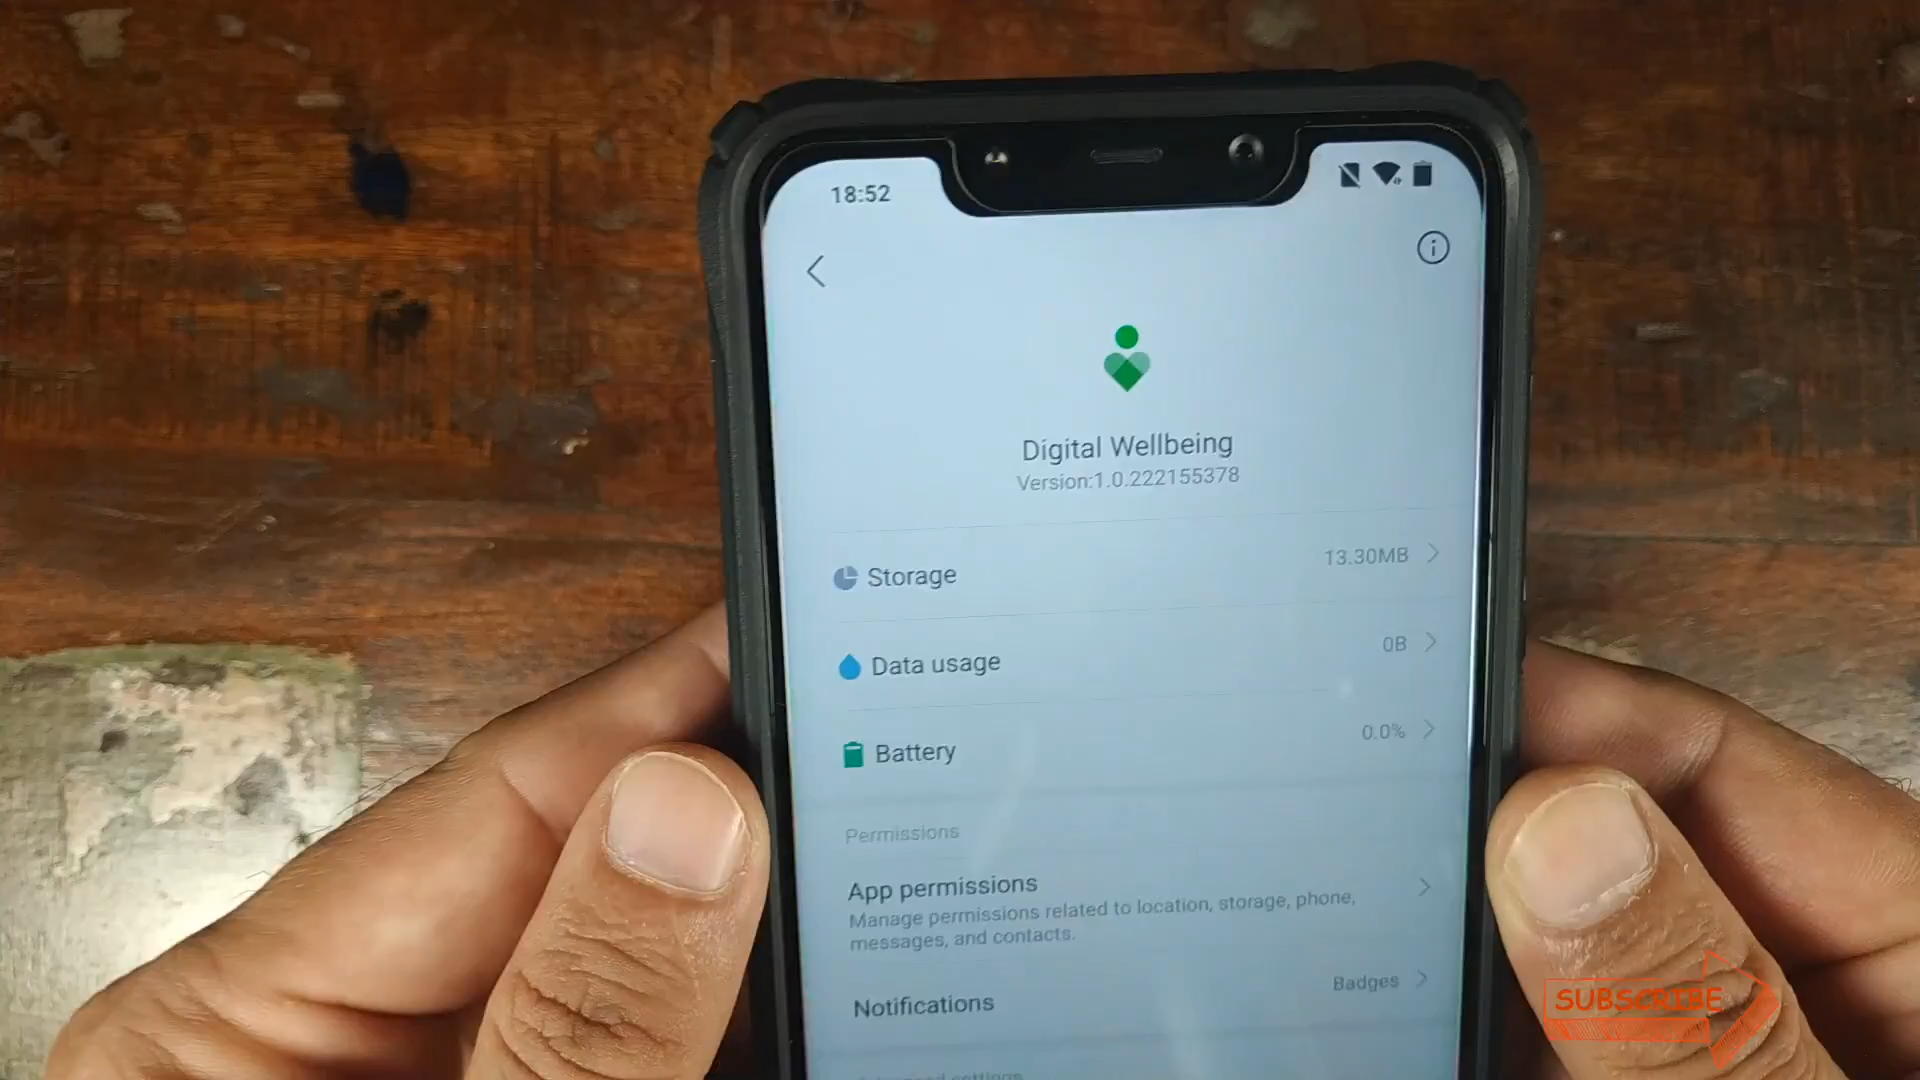 18:52
Digital Wellbeing
Version:1.0.222155378
Storage
13.30MB
Data usage
0B
Battery
0.0%
Permissions
App permissions
Manage permissions related to location, storage, phone,
messages, and contacts.
Notifications
Badges
SUBSCRIBE